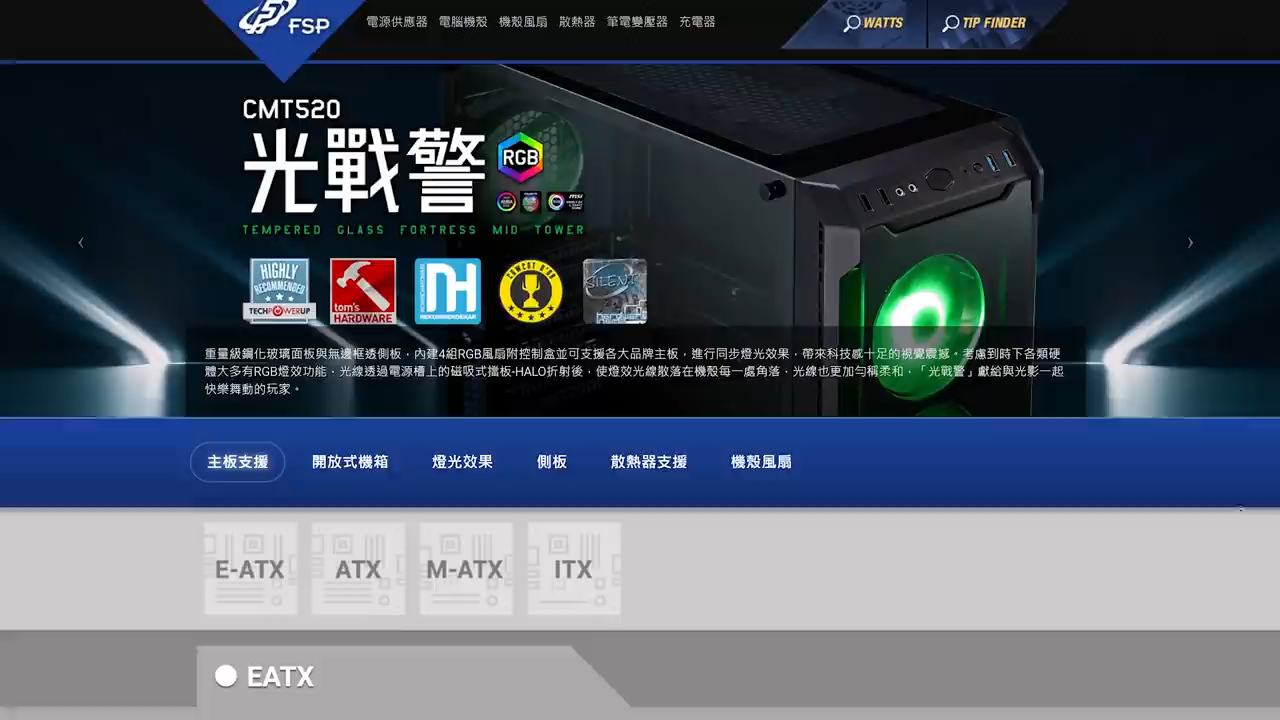 FSP
電源供應器 電腦機殼 機殼風扇 散熱器 筆電變壓器 充電器
WATTS
TIP FINDER
CMT520
光戰警
RGB
TEMPERED GLASS FORTRESS MID TOWER
HIGHLY
RECOMMENDED
TECHPOWERUP
tom's
HARDWARE
SILENT
重量級鋼化玻璃面板與無邊框透側板，內建4組RGB風扇附控制盒並可支援各大品牌主板，進行同步燈光效果，帶來科技感十足的視覺震撼。考慮到時下各類硬
體大多有RGB燈效功能，光線透過電源槽上的磁吸式擋板-HALO折射後，使燈效光線散落在機殼每一處角落，光線也更加勻稱柔和，「光戰警」獻給與光影一起
快樂舞動的玩家。
主板支援
開放式機箱
燈光效果
側板
散熱器支援
機殼風扇
E-ATX
ATX
M-ATX
ITX
EATX